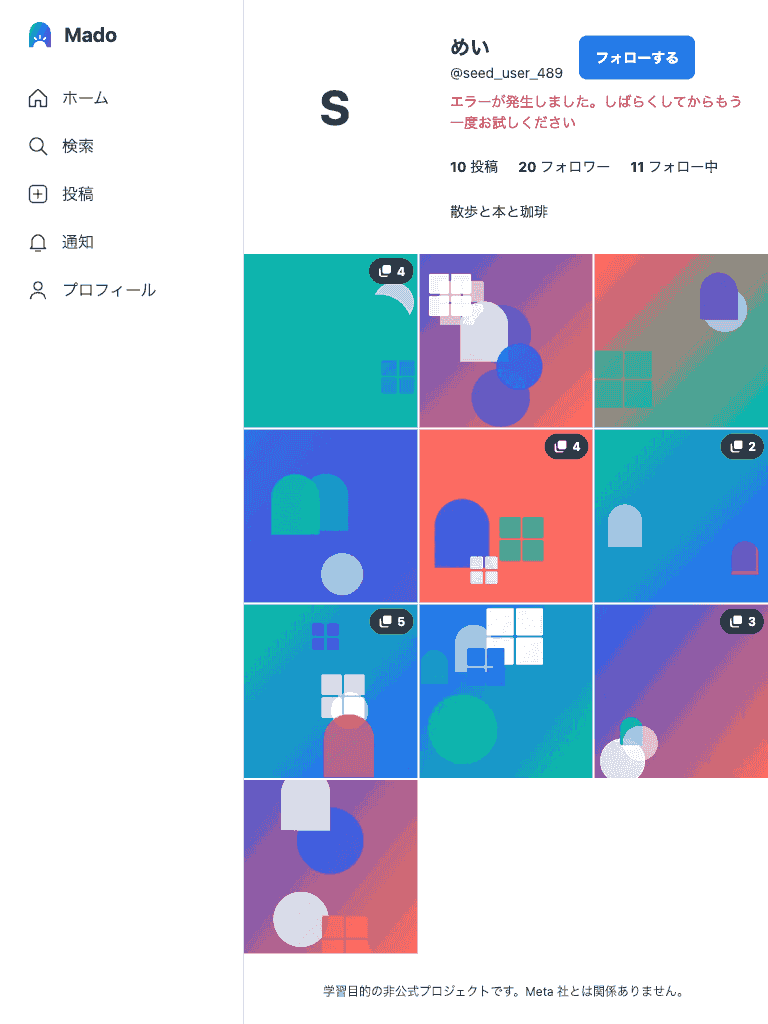 Mado
ホーム
検索
投稿
通知
プロフィール
S
めい
フォローする
@seed_user_489
エラーが発生しました。しばらくしてからもう
一度お試しください
10 投稿 20 フォロワー 11 フォロー中
散歩と本と珈琲
4
4
2
5
3
学習目的の非公式プロジェクトです。Meta 社とは関係ありません。